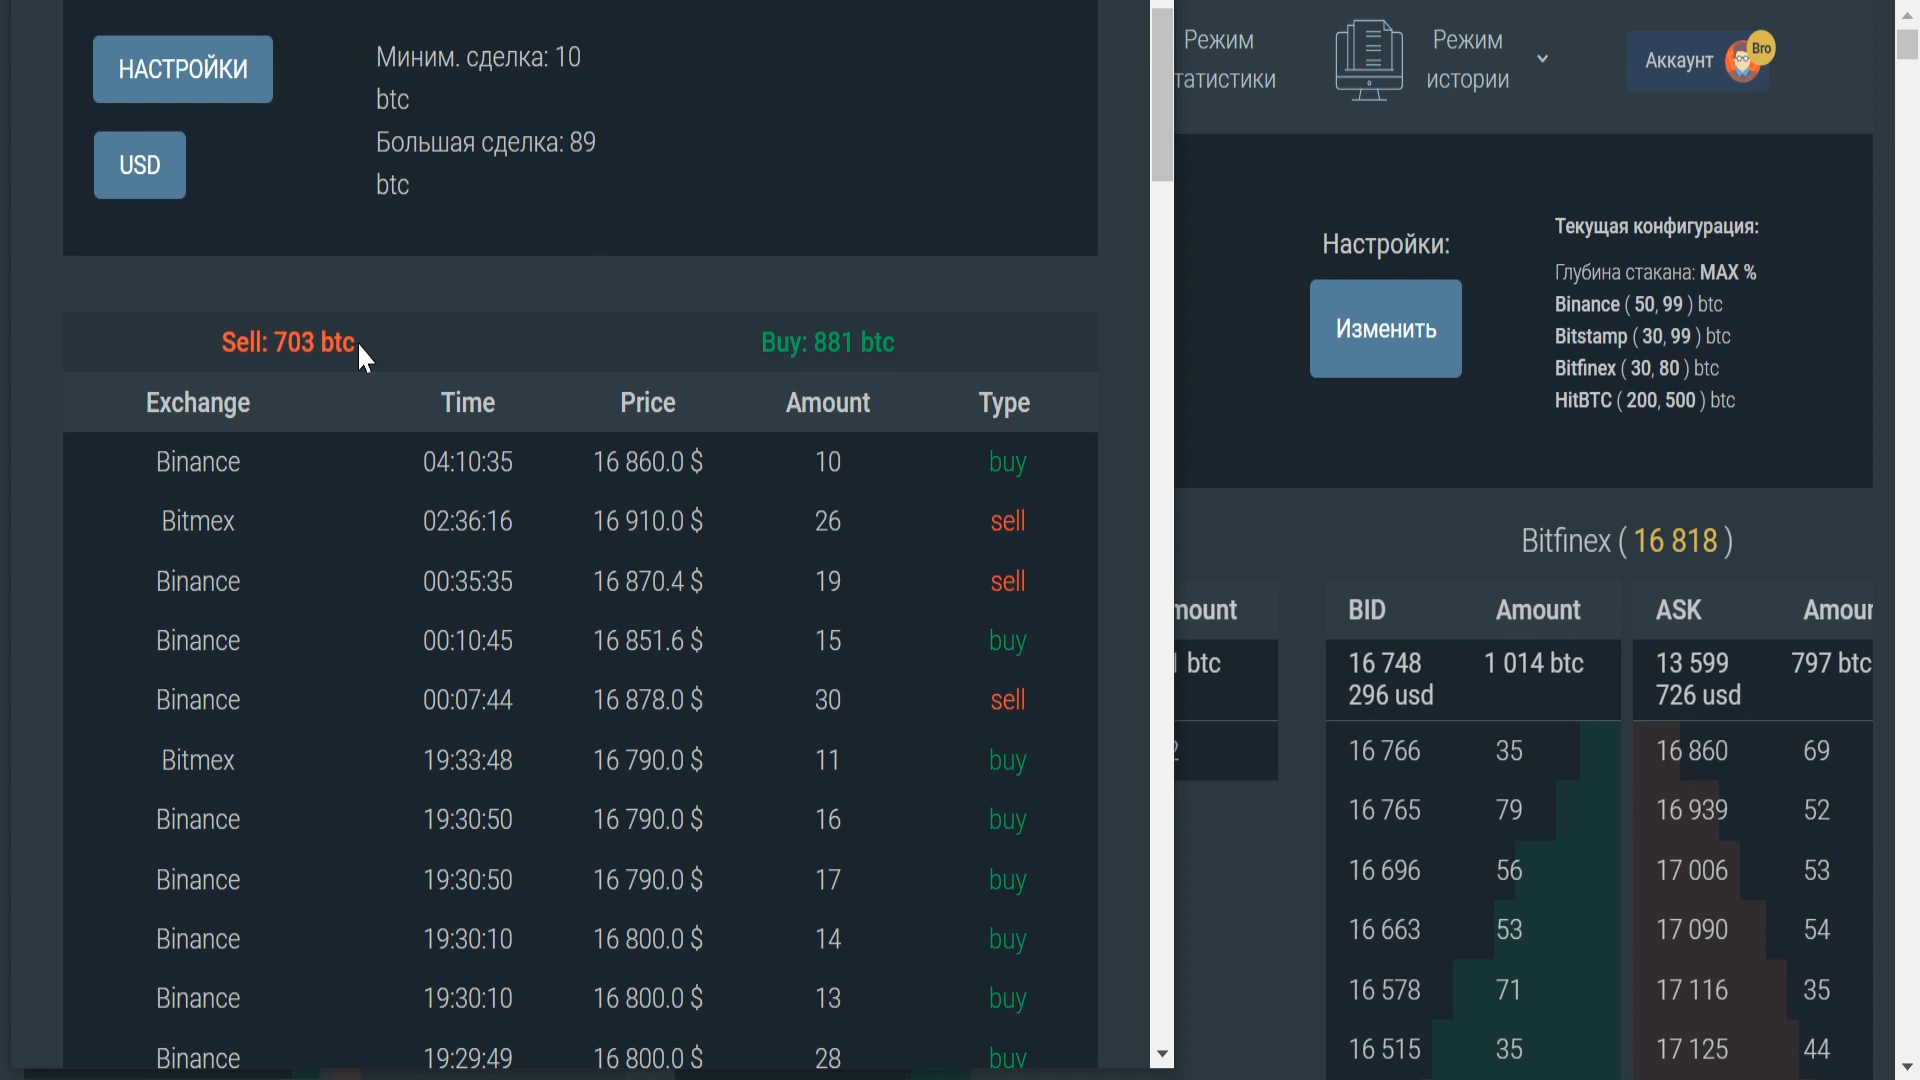 НАСТРОЙКИ
USD
Миним. сделка: 10
btc
Большая сделка: 89
btc
Sell: 703 btc Buy: 881 btc
Exchange Time Price Amount Type
Binance 04:10:35 16 860.0 $ 10 buy
Bitmex 02:36:16 16 910.0 $ 26 sell
Binance 00:35:35 16 870.4 $ 19 sell
Binance 00:10:45 16 851.6 $ 15 buy
Binance 00:07:44 16 878.0 $ 30 sell
Bitmex 19:33:48 16 790.0 $ 11 buy
Binance 19:30:50 16 790.0 $ 16 buy
Binance 19:30:50 16 790.0 $ 17 buy
Binance 19:30:10 16 800.0 $ 14 buy
Binance 19:30:10 16 800.0 $ 13 buy
Binance 19:29:49 16 800.0 $ 28 buy
Режим
татистики
Режим
истории
Аккаунт
Bro
Настройки:
Изменить
Текущая конфигурация:
Глубина стакана: MAX %
Binance ( 50, 99 ) btc
Bitstamp ( 30, 99 ) btc
Bitfinex ( 30, 80 ) btc
HitBTC ( 200, 500 ) btc
Bitfinex ( 16 818 )
mount BID Amount ASK Amour
btc 16 748 1 014 btc 13 599 797 btc
296 usd 726 usd
16 766 35 16 860 69
16 765 79 16 939 52
16 696 56 17 006 53
16 663 53 17 090 54
16 578 71 17 116 35
16 515 35 17 125 44